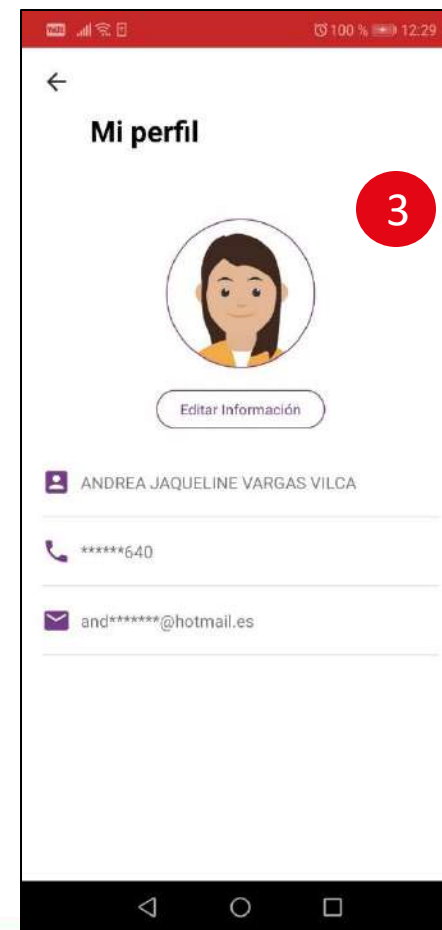 100 % 12:29
Mi perfil
3
Editar Información
ANDREA JAQUELINE VARGAS VILCA
******640
and*******@hotmail.es